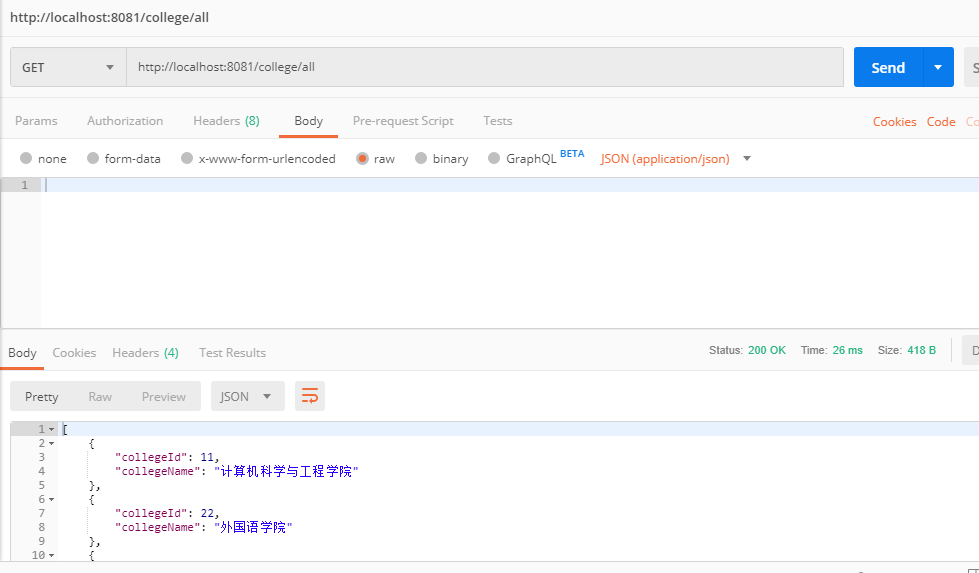 http://localhost:8081/college/all
GET http://localhost:8081/college/all Send S
Params Authorization Headers (8) Body Pre-request Script Tests Cookies Code Co
none form-data x-www-form-urlencoded raw binary GraphQL BETA JSON (application/json)
1
Body Cookies Headers (4) Test Results Status: 200 OK Time: 26 ms Size: 418 B D
Pretty Raw Preview JSON
1 [
2 {
3 "collegeId": 11,
4 "collegeName": "计算机科学与工程学院"
5 },
6 {
7 "collegeId": 22,
8 "collegeName": "外国语学院"
9 },
10 {